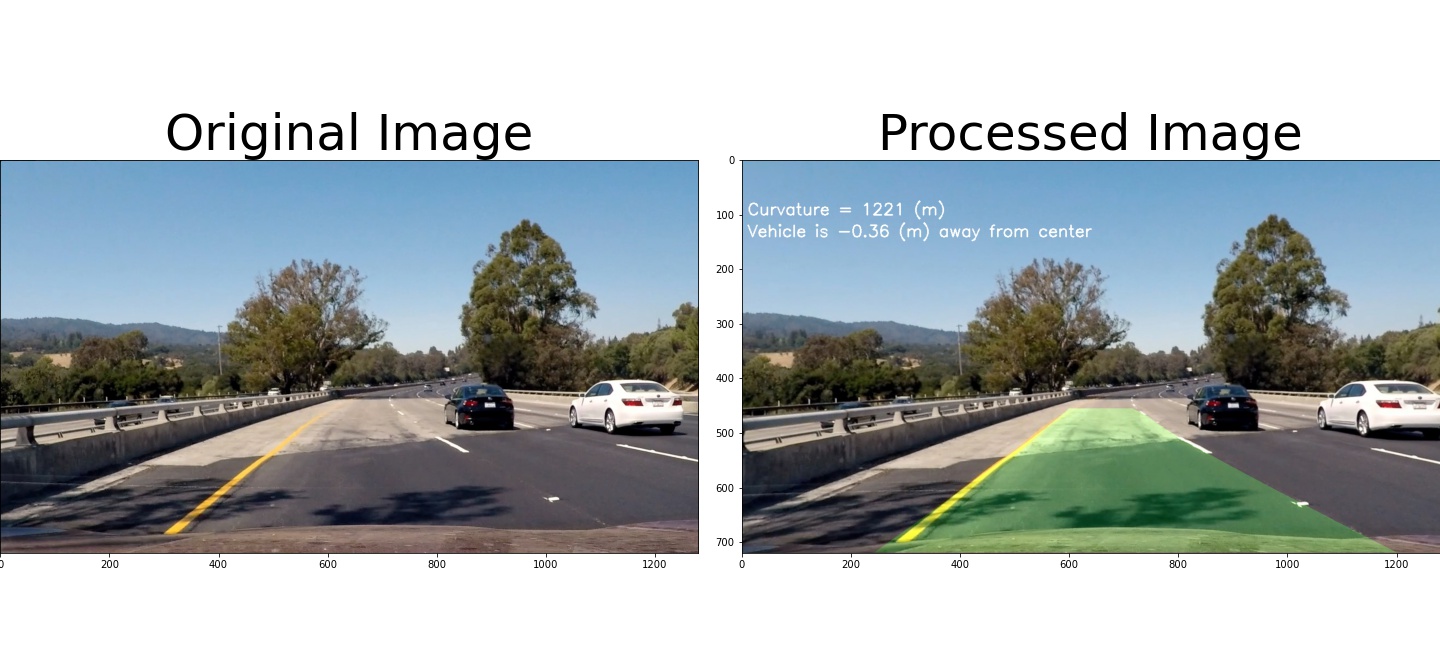 Original Image
Processed Image
Curvature = 1221 (m)
Vehicle is -0.36 (m) away from center
0
100
200
300
400
500
600
700
0 200 400 600 800 1000 1200
0 200 400 600 800 1000 1200